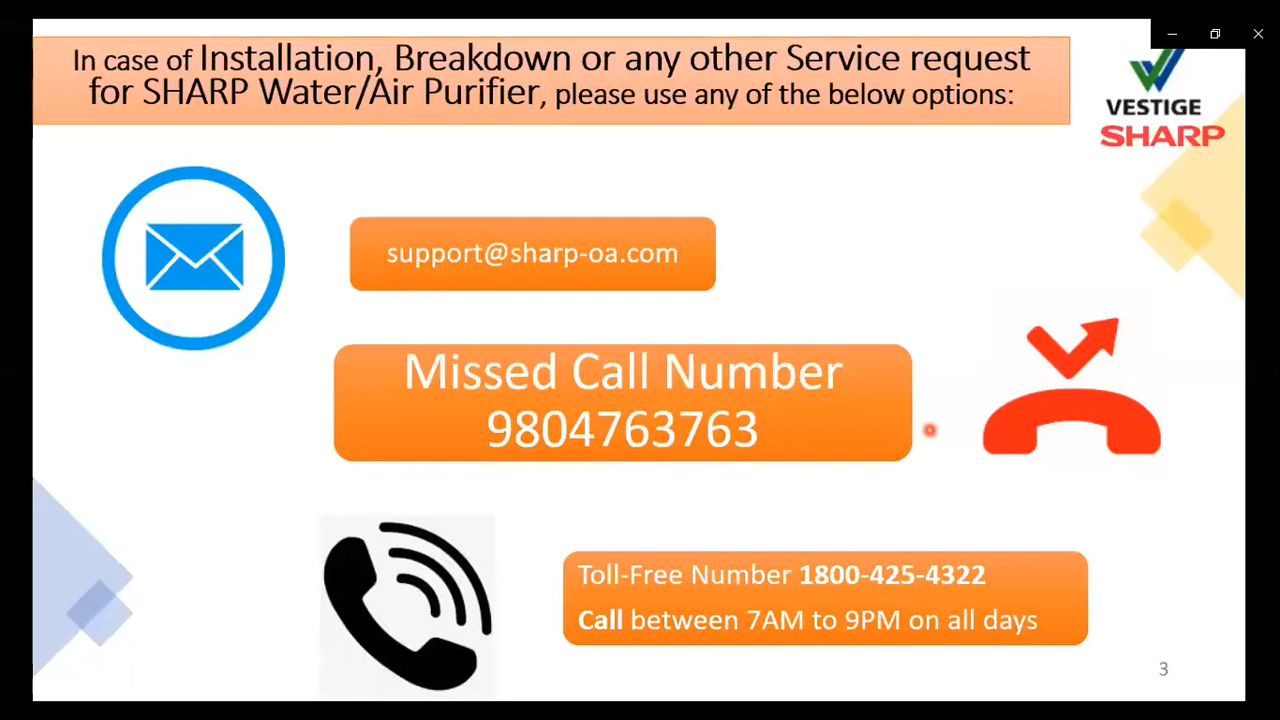 In case of Installation, Breakdown or any other Service request
for SHARP Water/Air Purifier, please use any of the below options:
VESTIGE
SHARP
support@sharp-oa.com
Missed Call Number
9804763763
Toll-Free Number 1800-425-4322
Call between 7AM to 9PM on all days
3